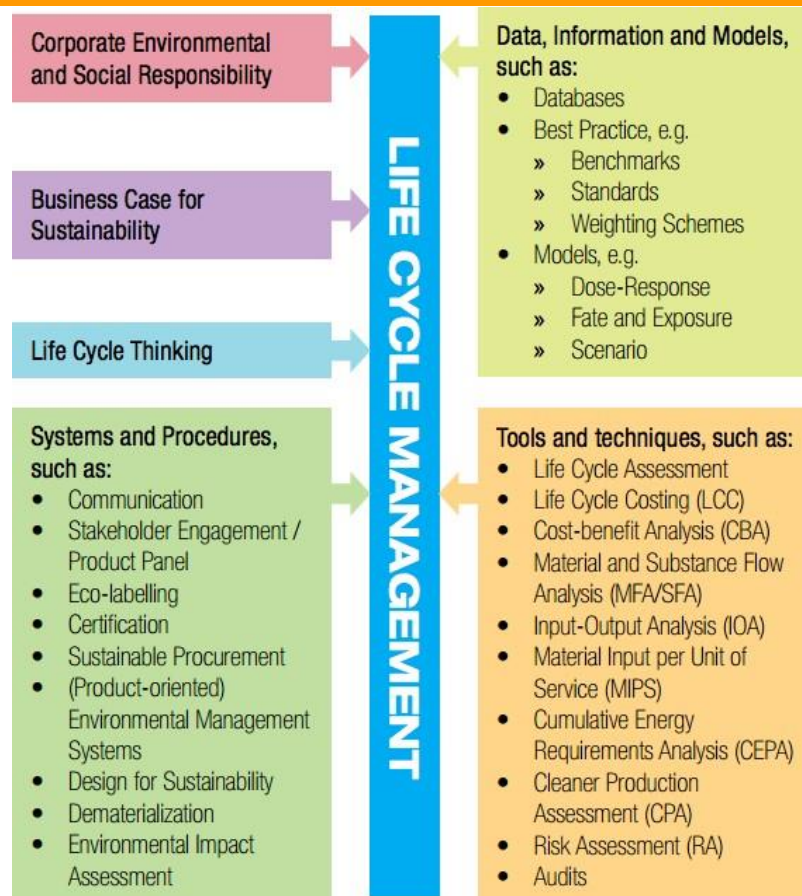 Corporate Environmental
and Social Responsibility
Business Case for
Sustainability
Life Cycle Thinking
Systems and Procedures,
such as:
• Communication
• Stakeholder Engagement /
Product Panel
• Eco-labelling
• Certification
• Sustainable Procurement
• (Product-oriented)
Environmental Management
Systems
• Design for Sustainability
• Dematerialization
• Environmental Impact
Assessment
LIFE CYCLE MANAGEMENT
Data, Information and Models,
such as:
• Databases
• Best Practice, e.g.
» Benchmarks
» Standards
» Weighting Schemes
• Models, e.g.
» Dose-Response
» Fate and Exposure
» Scenario
Tools and techniques, such as:
• Life Cycle Assessment
• Life Cycle Costing (LCC)
• Cost-benefit Analysis (CBA)
• Material and Substance Flow
Analysis (MFA/SFA)
• Input-Output Analysis (IOA)
• Material Input per Unit of
Service (MIPS)
• Cumulative Energy
Requirements Analysis (CEPA)
• Cleaner Production
Assessment (CPA)
• Risk Assessment (RA)
• Audits